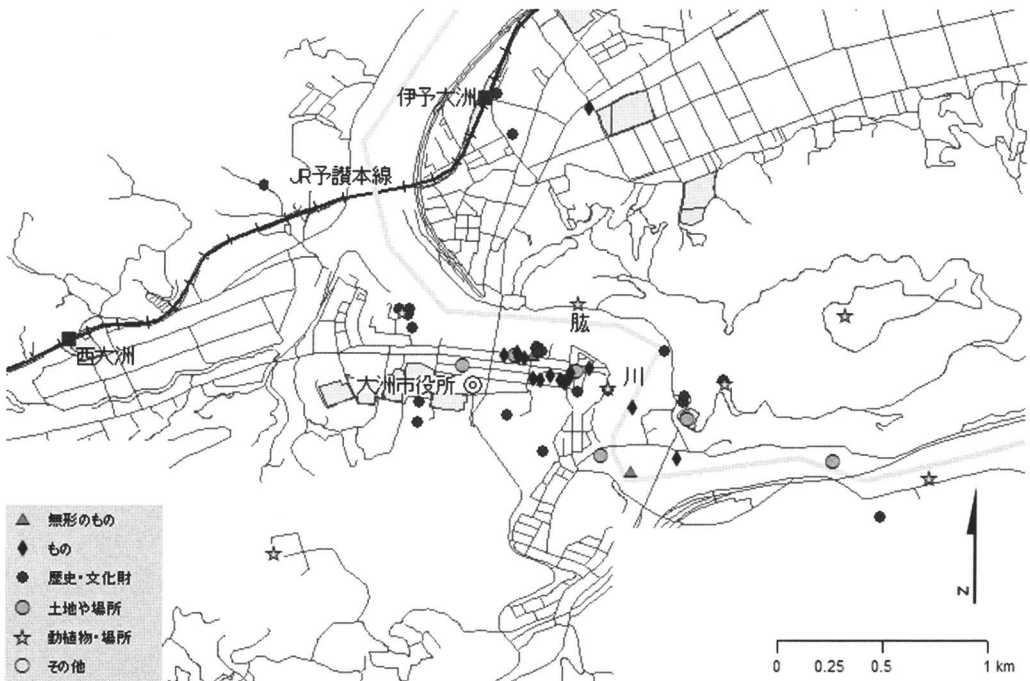 伊予大洲
JR予讃本線
西大洲
肱
川
大洲市役所
無形のもの
もの
歴史・文化財
土地や場所
動植物・場所
その他
N
0 0.25 0.5 1 km